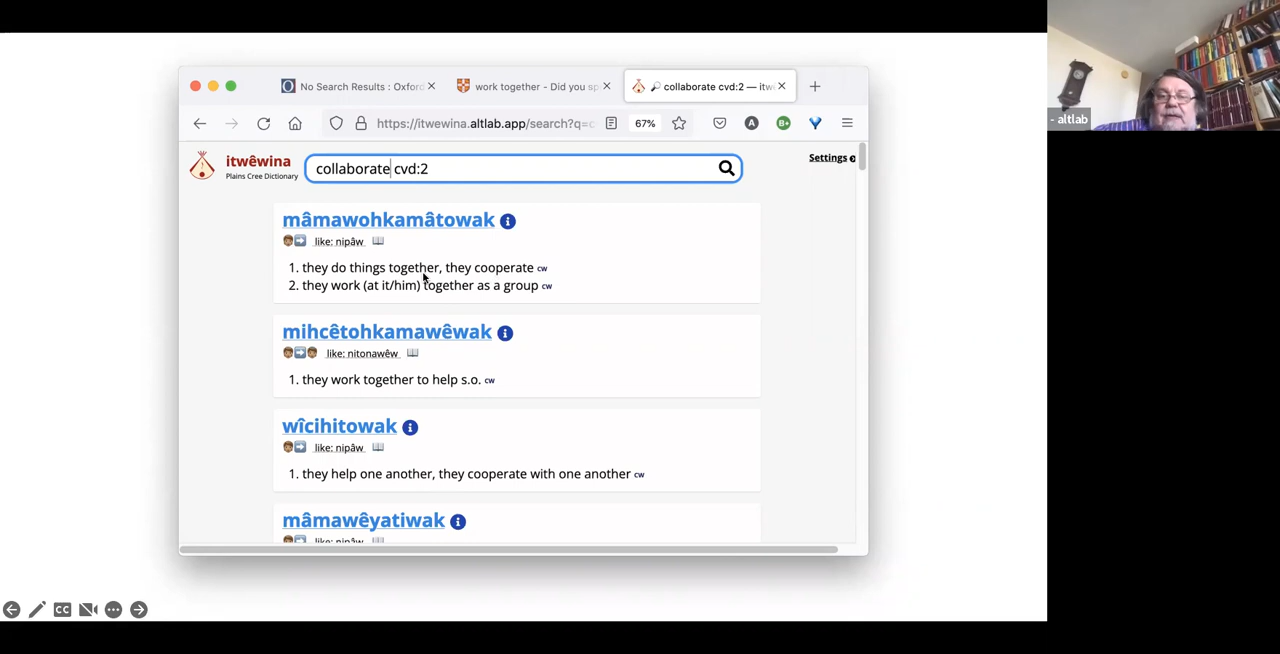 No Search Results : Oxford
work together - Did you sp
collaborate cvd:2 — itw
https://itwewina.altlab.app/search?q=c
67%
itwêwina
Plains Cree Dictionary
collaborate cvd:2
Settings
mâmawohkamâtowak
like: nipâw
1. they do things together, they cooperate CW
2. they work (at it/him) together as a group CW
mihcêtohkamawêwak
like: nitonawêw
1. they work together to help s.o. CW
wîcihitowak
like: nipâw
1. they help one another, they cooperate with one another CW
mâmawêyatiwak
like: nipâw
CC
- altlab